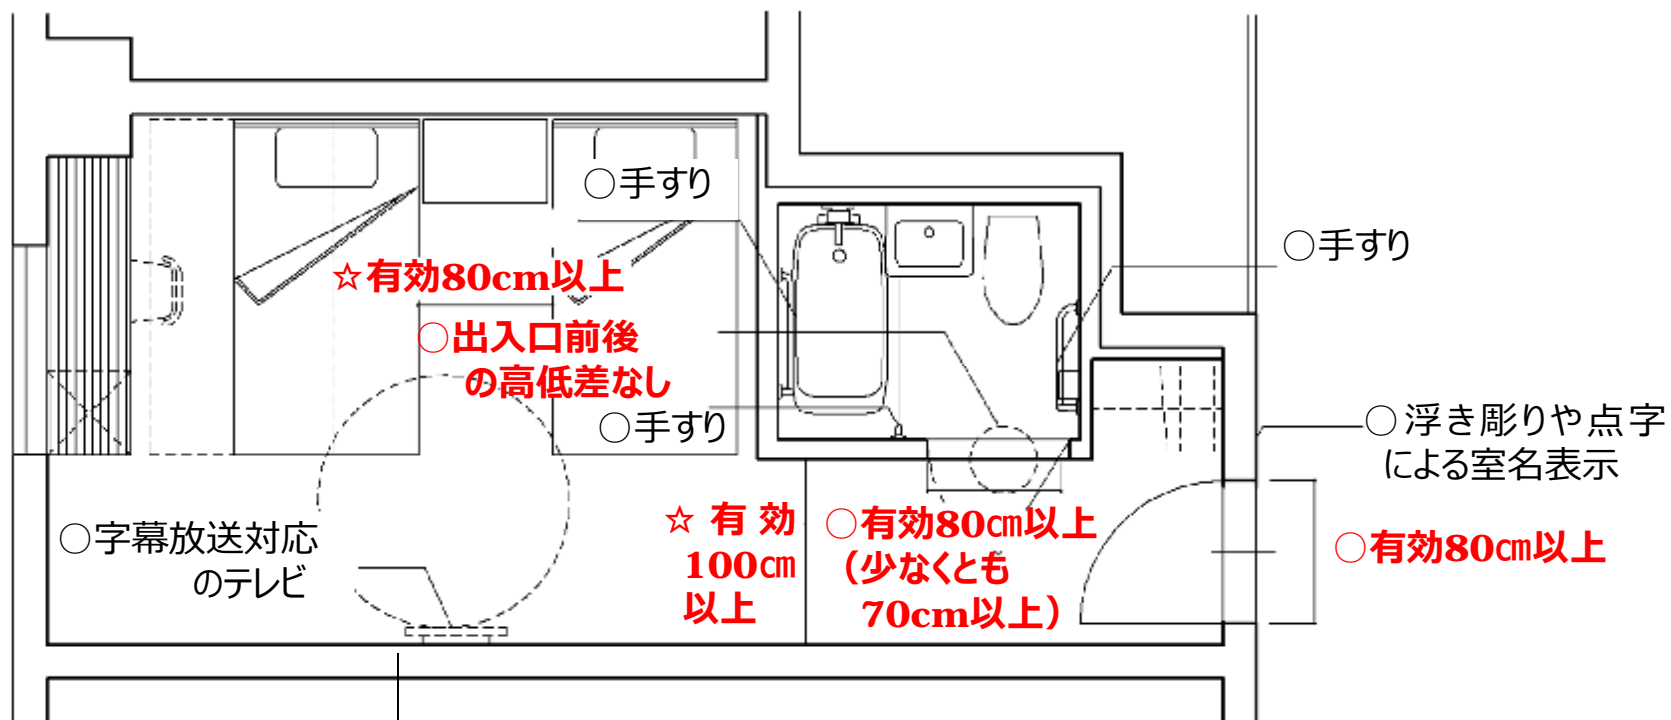 ○手すり
○手すり
☆有効80cm以上
○出入口前後
の高低差なし
○手すり
○浮き彫りや点字
による室名表示
○字幕放送対応
のテレビ
☆有効
100㎝
以上
○有効80㎝以上
（少なくとも
70cm以上）
○有効80㎝以上